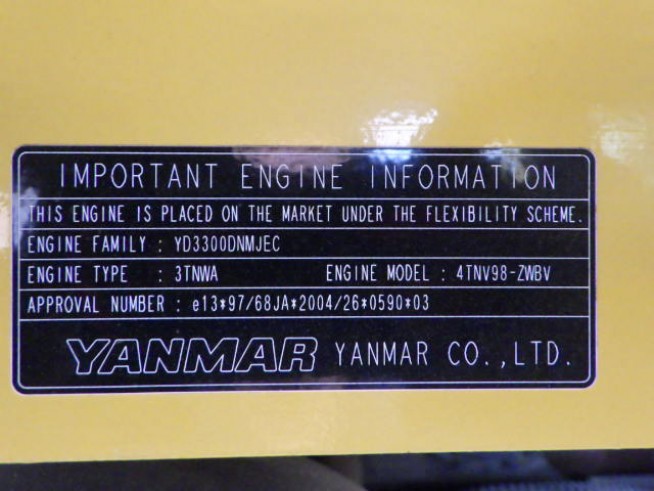 IMPORTANT ENGINE INFORMATION
THIS ENGINE IS PLACED ON THE MARKET UNDER THE FLEXIBILITY SCHEME.
ENGINE FAMILY : YD3300DNMJEC
ENGINE TYPE : 3TNWA ENGINE MODEL : 4TNV98-ZWBV
APPROVAL NUMBER : e13*97/68JA*2004/26*0590*03
YANMAR YANMAR CO.,LTD.